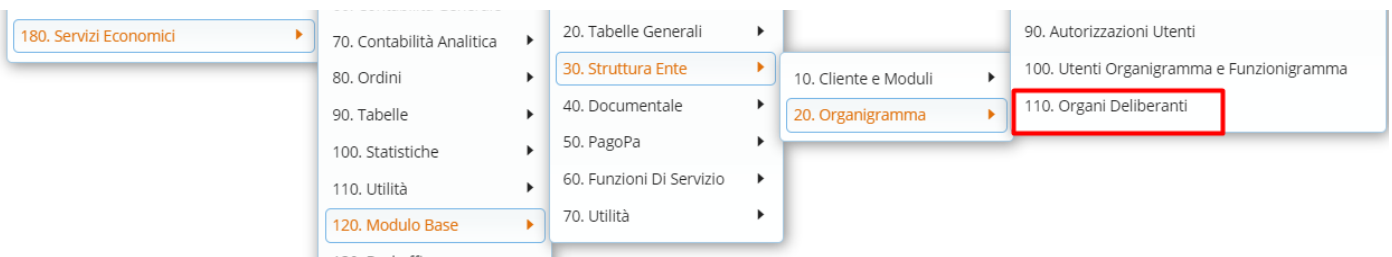 180. Servizi Economici
70. Contabilità Analitica
80. Ordini
90. Tabelle
100. Statistiche
110. Utilità
120. Modulo Base
20. Tabelle Generali
30. Struttura Ente
40. Documentale
50. PagoPa
60. Funzioni Di Servizio
70. Utilità
10. Cliente e Moduli
20. Organigramma
90. Autorizzazioni Utenti
100. Utenti Organigramma e Funzionigramma
110. Organi Deliberanti